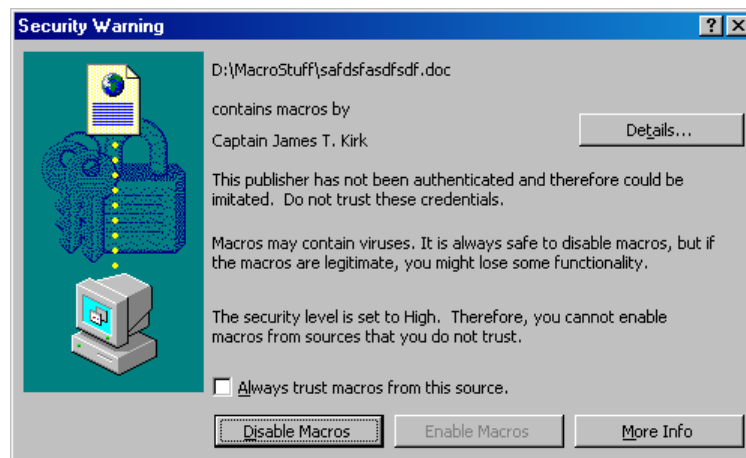 Security Warning
D:\MacroStuff\safdsfasdfsdf.doc
contains macros by
Captain James T. Kirk
Details...
This publisher has not been authenticated and therefore could be
imitated. Do not trust these credentials.
Macros may contain viruses. It is always safe to disable macros, but if
the macros are legitimate, you might lose some functionality.
The security level is set to High. Therefore, you cannot enable
macros from sources that you do not trust.
Always trust macros from this source.
Disable Macros
Enable Macros
More Info